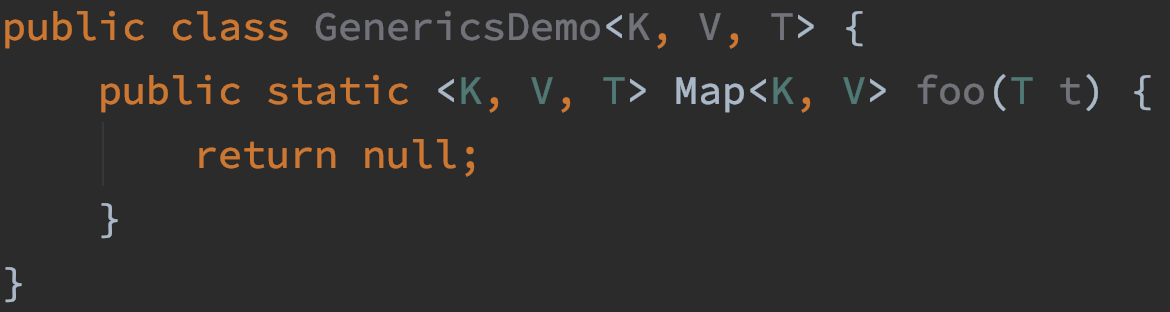 public class GenericsDemo<K, V, T> {
    public static <K, V, T> Map<K, V> foo(T t) {
        return null;
    }
}